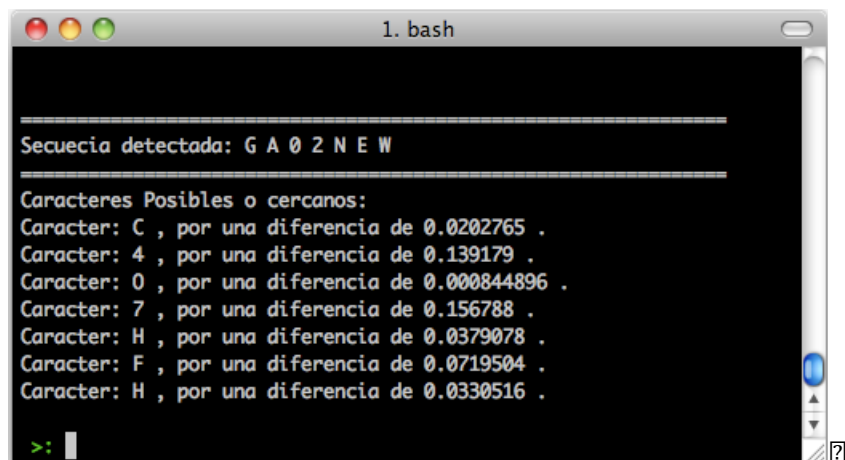 1. bash
Secuecia detectada: G A 0 2 N E W
Caracteres Posibles o cercanos:
Caracter: C , por una diferencia de 0.0202765 .
Caracter: 4 , por una diferencia de 0.139179 .
Caracter: O , por una diferencia de 0.000844896 .
Caracter: 7 , por una diferencia de 0.156788 .
Caracter: H , por una diferencia de 0.0379078 .
Caracter: F , por una diferencia de 0.0719504 .
Caracter: H , por una diferencia de 0.0330516 .
>: